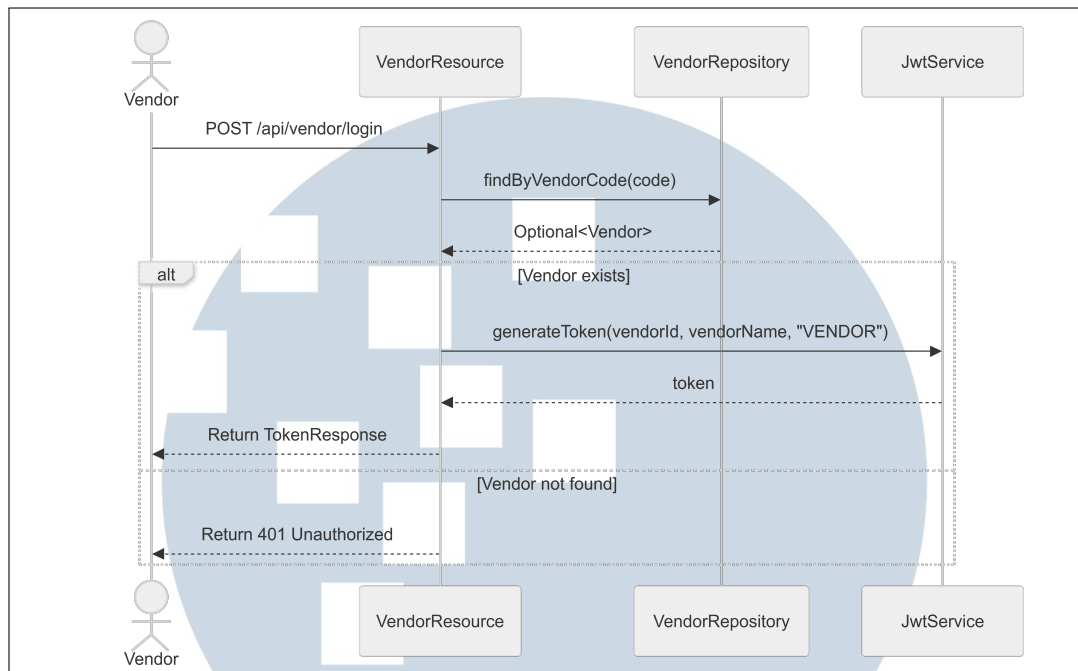 VendorResource
VendorRepository
JwtService
Vendor
POST /api/vendor/login
findByVendorCode(code)
Optional<Vendor>
alt
[Vendor exists]
generateToken(vendorId, vendorName, "VENDOR")
token
Return TokenResponse
[Vendor not found]
Return 401 Unauthorized
VendorResource
VendorRepository
JwtService
Vendor